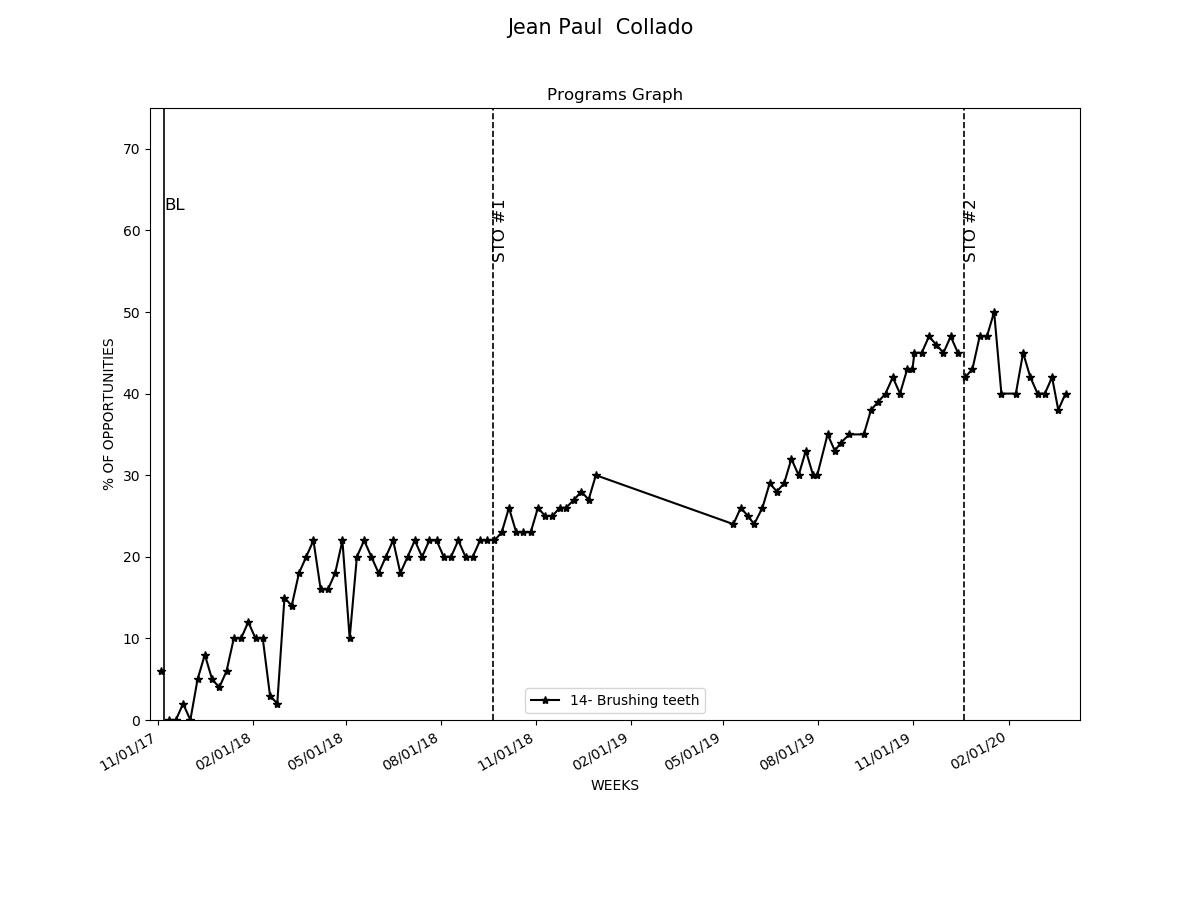 Jean Paul  Collado
Programs Graph
70
60
50
40
30
20
10
0
% OF OPPORTUNITIES
BL
STO #1
STO #2
14- Brushing teeth
11/01/17
02/01/18
05/01/18
08/01/18
11/01/18
02/01/19
05/01/19
08/01/19
11/01/19
02/01/20
WEEKS